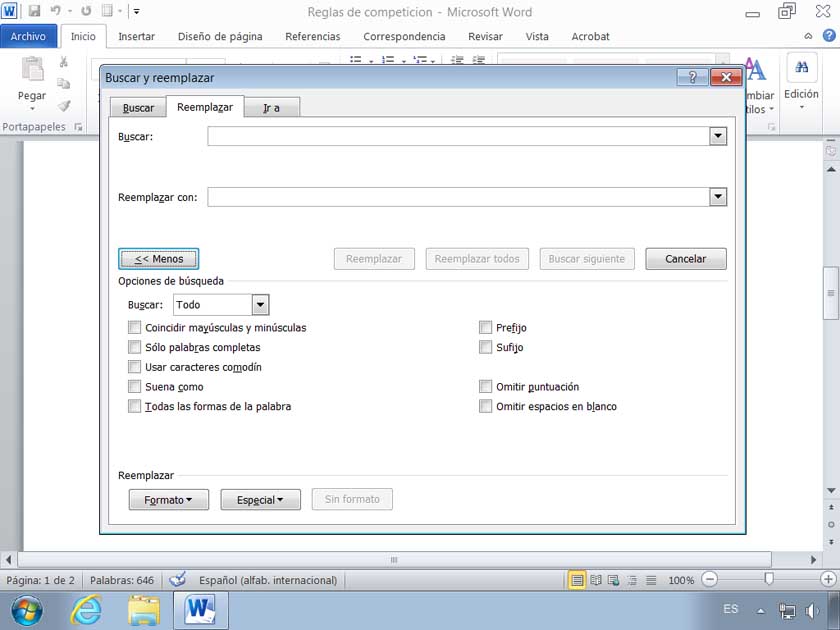 Reglas de competicion - Microsoft Word
Archivo Inicio Insertar Diseño de página Referencias Correspondencia Revisar Vista Acrobat
Pegar
Edición
Portapapeles
Buscar y reemplazar
Buscar Reemplazar Ir a
Buscar:
Reemplazar con:
<< Menos Reemplazar Reemplazar todos Buscar siguiente Cancelar
Opciones de búsqueda
Buscar: Todo
Coincidir mayúsculas y minúsculas Prefijo
Sólo palabras completas Sufijo
Usar caracteres comodín
Suena como Omitir puntuación
Todas las formas de la palabra Omitir espacios en blanco
Reemplazar
Formato Especial Sin formato
Página: 1 de 2 Palabras: 646 Español (alfab. internacional) 100%
ES